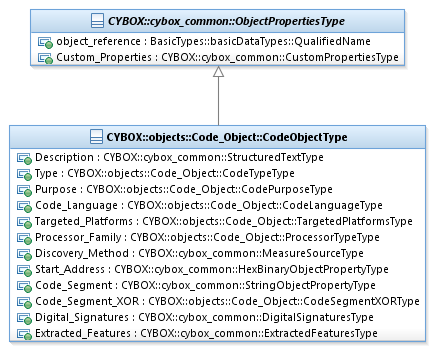 CYBOX::cybox_common::ObjectPropertiesType
object_reference : BasicTypes::basicDataTypes::QualifiedName
Custom_Properties : CYBOX::cybox_common::CustomPropertiesType
CYBOX::objects::Code_Object::CodeObjectType
Description : CYBOX::cybox_common::StructuredTextType
Type : CYBOX::objects::Code_Object::CodeTypeType
Purpose : CYBOX::objects::Code_Object::CodePurposeType
Code_Language : CYBOX::objects::Code_Object::CodeLanguageType
Targeted_Platforms : CYBOX::objects::Code_Object::TargetedPlatformsType
Processor_Family : CYBOX::objects::Code_Object::ProcessorTypeType
Discovery_Method : CYBOX::cybox_common::MeasureSourceType
Start_Address : CYBOX::cybox_common::HexBinaryObjectPropertyType
Code_Segment : CYBOX::cybox_common::StringObjectPropertyType
Code_Segment_XOR : CYBOX::objects::Code_Object::CodeSegmentXORType
Digital_Signatures : CYBOX::cybox_common::DigitalSignaturesType
Extracted_Features : CYBOX::cybox_common::ExtractedFeaturesType